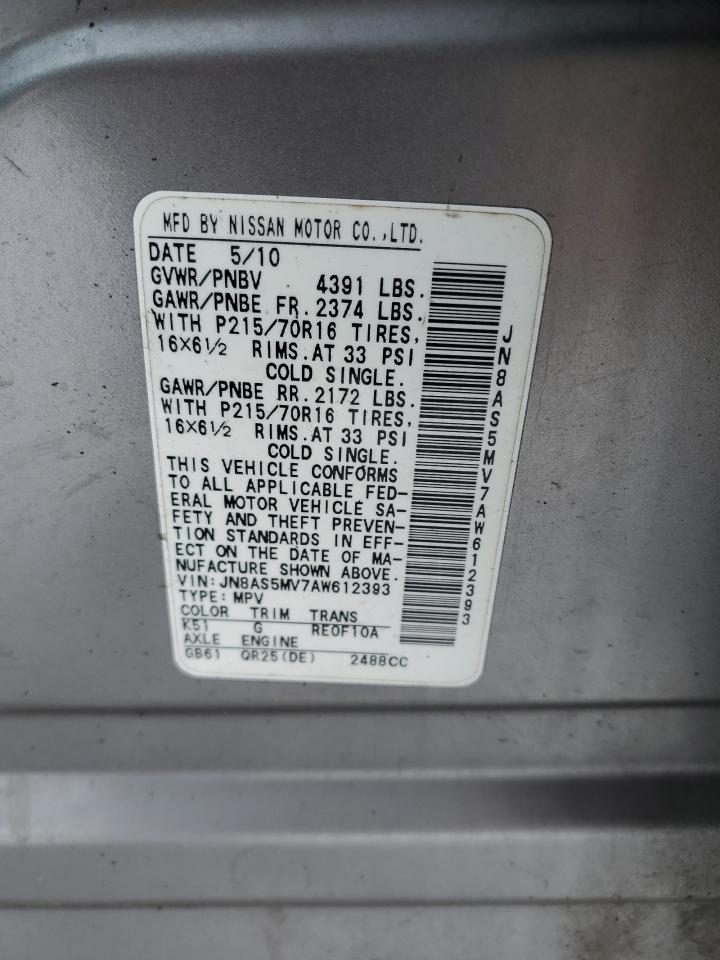 MFD BY NISSAN MOTOR CO.,LTD.
DATE 5/10
GVWR/PNBV 4391 LBS.
GAWR/PNBE FR.2374 LBS.
WITH P215/70R16 TIRES,
16×6½ RIMS.AT 33 PSI
COLD SINGLE.
GAWR/PNBE RR.2172 LBS.
WITH P215/70R16 TIRES,
16×6½ RIMS.AT 33 PSI
COLD SINGLE.
THIS VEHICLE CONFORMS
TO ALL APPLICABLE FED-
ERAL MOTOR VEHICLE SA-
FETY AND THEFT PREVEN-
TION STANDARDS IN EFF-
ECT ON THE DATE OF MA-
NUFACTURE SHOWN ABOVE.
VIN: JN8AS5MV7AW612393
TYPE: MPV
COLOR TRIM TRANS
K51 G RE0F10A
AXLE ENGINE
GB61 QR25(DE) 2488CC
JN8AS5MV7AW612393